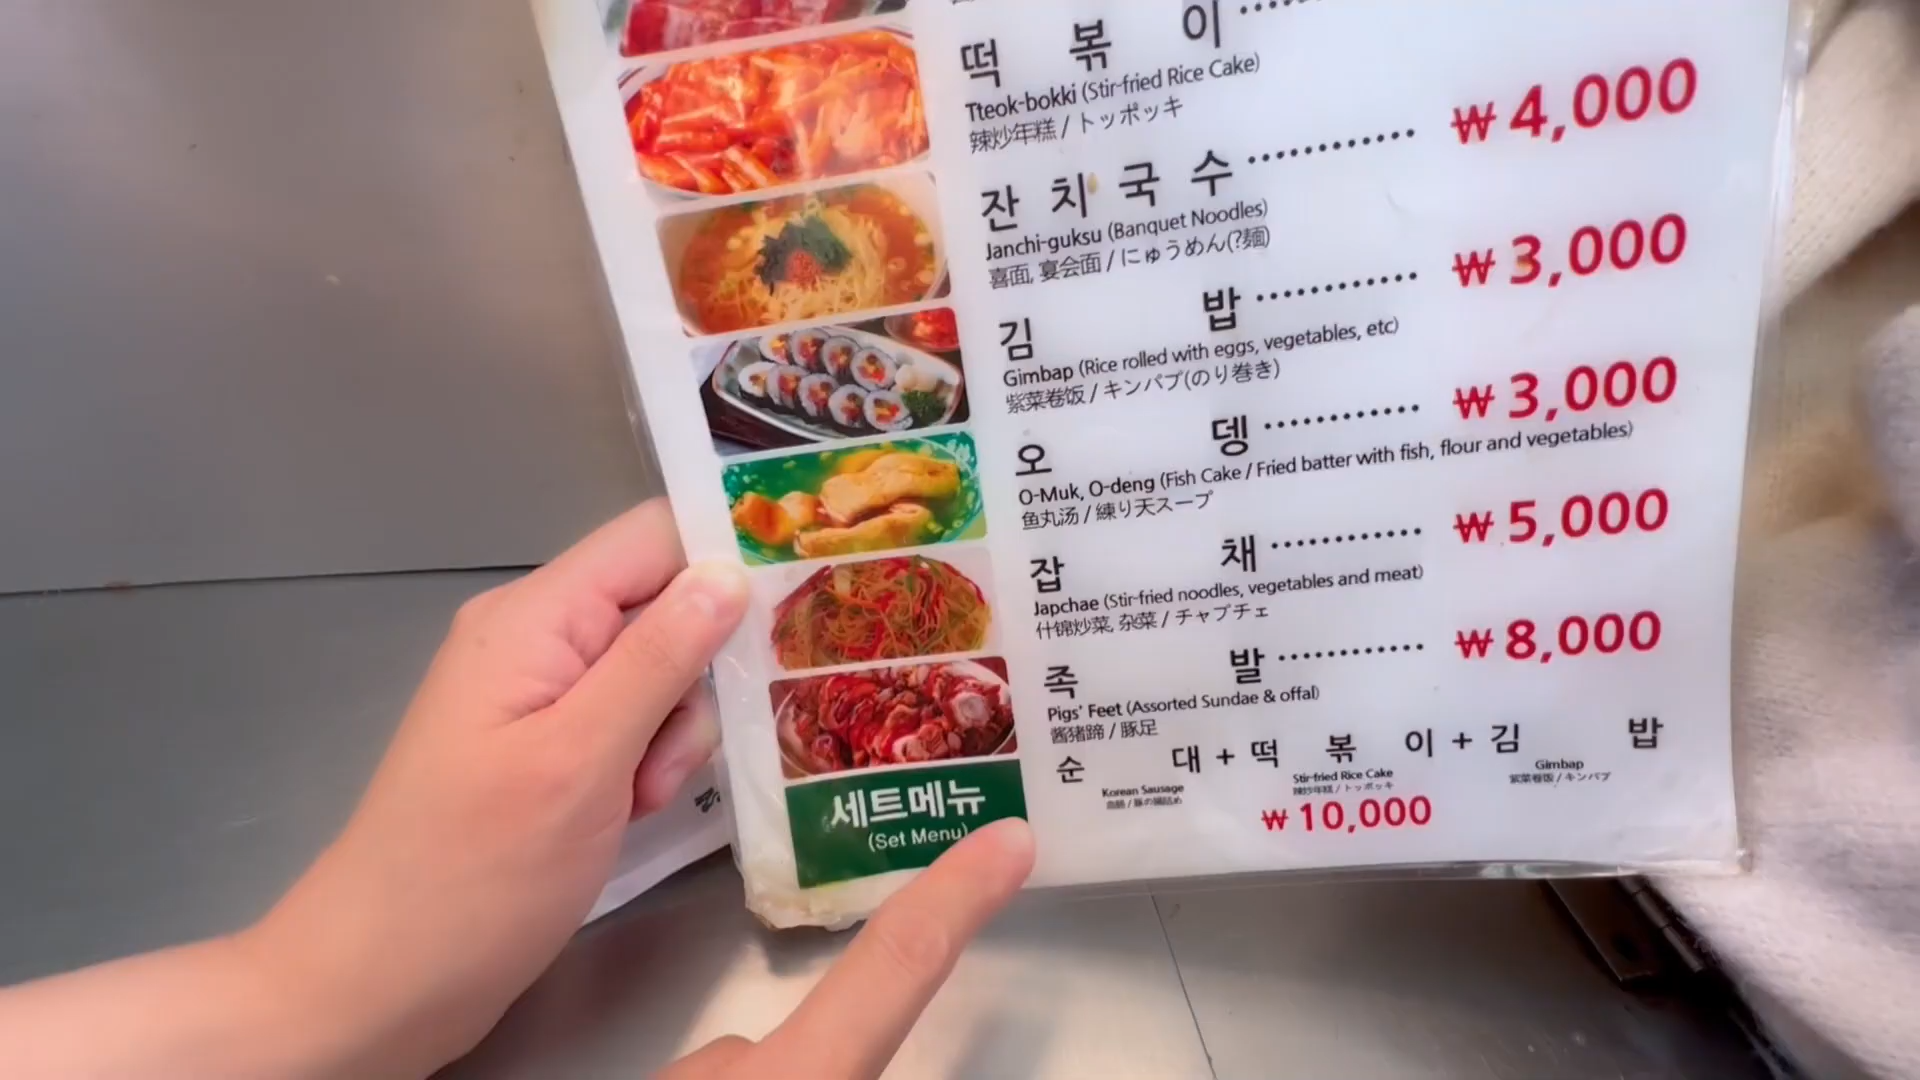 떡 볶 이
Tteok-bokki (Stir-fried Rice Cake)
辣炒年糕 / トッポッキ
잔 치 국 수 ············ ₩ 4,000
Janchi-guksu (Banquet Noodles)
喜面, 宴会面 / にゅうめん(?麺)
김 밥 ············ ₩ 3,000
Gimbap (Rice rolled with eggs, vegetables, etc)
紫菜卷饭 / キンパプ(のり巻き)
오 뎅 ············ ₩ 3,000
O-Muk, O-deng (Fish Cake / Fried batter with fish, flour and vegetables)
鱼丸汤 / 練り天スープ
잡 채 ············ ₩ 5,000
Japchae (Stir-fried noodles, vegetables and meat)
什锦炒菜, 杂菜 / チャプチェ
족 발 ············ ₩ 8,000
Pigs' Feet (Assorted Sundae & offal)
酱猪蹄 / 豚足
세트메뉴
(Set Menu)
순 대 + 떡 볶 이 + 김 밥
Korean Sausage Stir-fried Rice Cake Gimbap
辣炒年糕 / トッポッキ 紫菜卷饭 / キンパプ
₩ 10,000